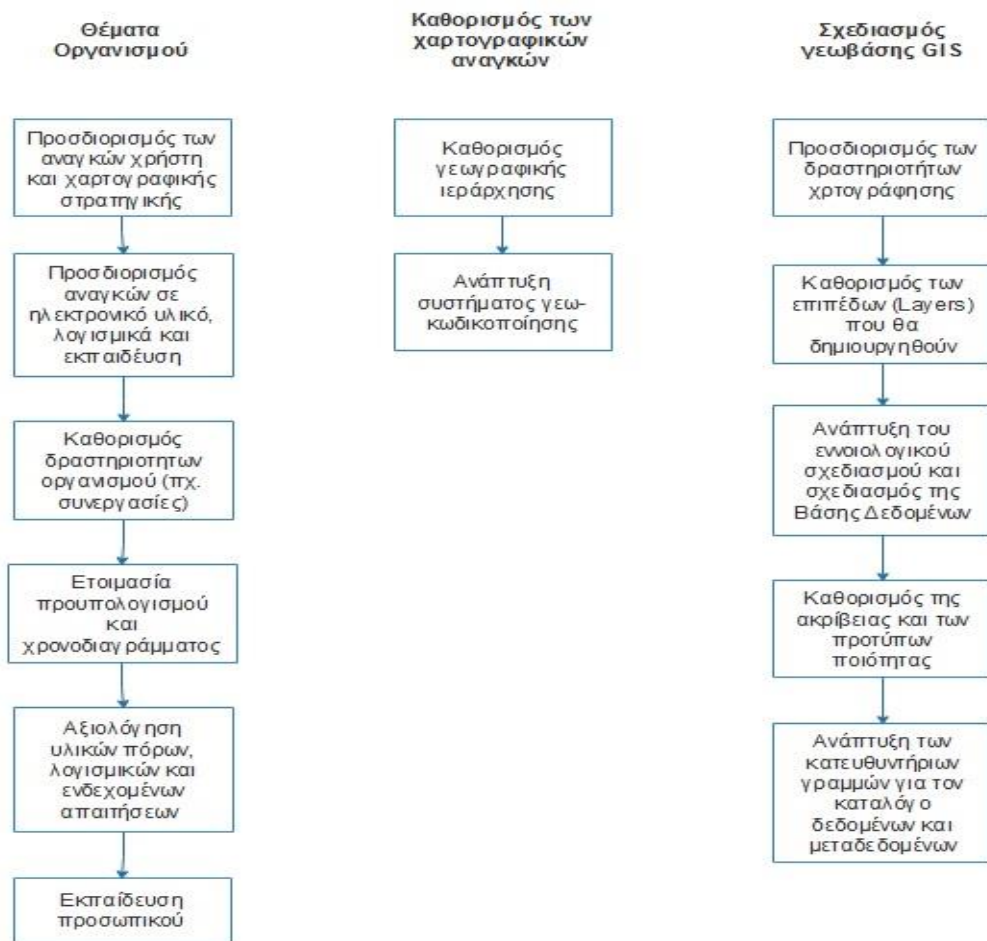 Θέματα
Οργανισμού
Προσδιορισμός των
αναγκών χρήστη
και χαρτογραφικής
στρατηγικής
Προσδιορισμός
αναγκών σε
ηλεκτρονικό υλικό,
λογισμικά και
εκπαιδέυση
Καθορισμός
δραστηριοτητων
οργανισμού (πχ.
συνεργασίες)
Ετοιμασία
προυπολογισμού
και
χρονοδιαγράμματος
Αξιολόγηση
υλικών πόρων,
λογισμικών και
ενδεχομένων
απαιτήσεων
Εκπαίδευση
προσωπικού
Καθορισμός των
χαρτογραφικών
αναγκών
Καθορισμός
γεωγραφικής
ιεράρχησης
Ανάπτυξη
συστήματος γεω-
κωδικοποίησης
Σχεδιασμός
γεωβάσης GIS
Προσδιορισμός των
δραστηριοτήτων
χρτογράφησης
Καθορισμός των
επιπέδων (Layers)
που θα
δημιουργηθούν
Ανάπτυξη του
εννοιολογικού
σχεδιασμού και
σχεδιασμός της
Βάσης Δεδομένων
Καθορισμός της
ακρίβειας και των
προτύπων
ποιότητας
Ανάπτυξη των
κατευθυντήριων
γραμμών για τον
καταλόγο
δεδομένων και
μεταδεδομένων